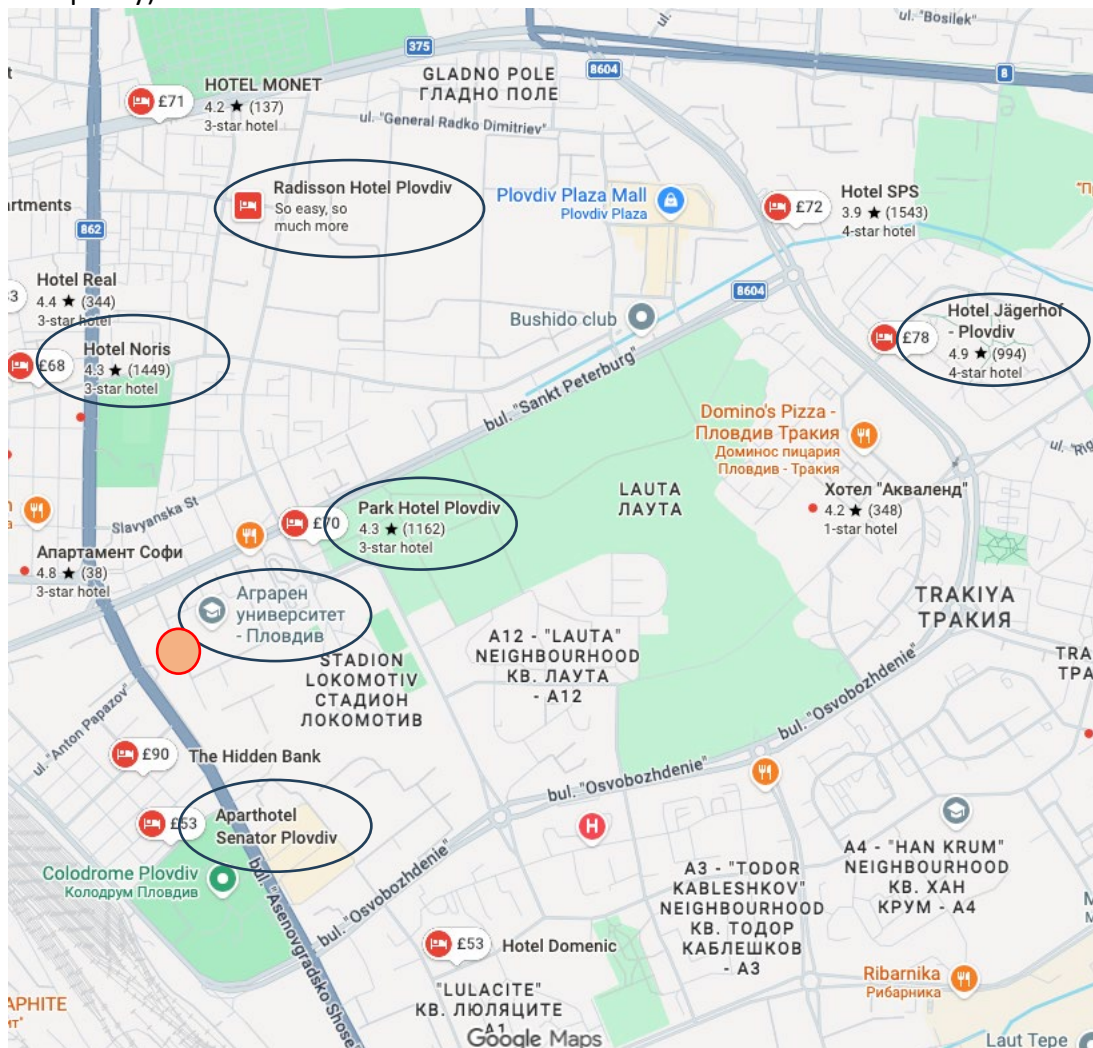 ul. "Bosilek"
375
GLADNO POLE
ГЛАДНО ПОЛЕ
8604
8
HOTEL MONET
£71
4.2 ★ (137)
3-star hotel
ul. "General Radko Dimitriev"
Radisson Hotel Plovdiv
So easy, so
much more
Plovdiv Plaza Mall
Plovdiv Plaza
Hotel SPS
£72
3.9 ★ (1543)
4-star hotel
rtments
862
Hotel Real
4.4 ★ (344)
3-star hotel
8604
Bushido club
Hotel Jägerhof
- Plovdiv
£78
4.9 ★ (994)
4-star hotel
Hotel Noris
£68
4.3 ★ (1449)
3-star hotel
bul. "Sankt Peterburg"
Domino's Pizza -
Пловдив Тракия
Доминос пицария
Пловдив - Тракия
LAUTA
ЛАУТА
Хотел "Акваленд"
4.2 ★ (348)
1-star hotel
Slavyanska St
Park Hotel Plovdiv
£70
4.3 ★ (1162)
3-star hotel
Апартамент Софи
4.8 ★ (38)
3-star hotel
Аграрен
университет
- Пловдив
TRAKIYA
ТРАКИЯ
A12 - "LAUTA"
NEIGHBOURHOOD
КВ. ЛАУТА
- A12
STADION
LOKOMOTIV
СТАДИОН
ЛОКОМОТИВ
TRA
ТРА
ul. "Anton Papazov"
bul. "Osvobozhdenie"
£90
The Hidden Bank
bul. "Osvobozhdenie"
£53
Aparthotel
Senator Plovdiv
H
A4 - "HAN KRUM"
NEIGHBOURHOOD
КВ. ХАН
КРУМ - A4
Colodrome Plovdiv
Колодрум Пловдив
A3 - "TODOR
KABLESHKOV"
NEIGHBOURHOOD
КВ. ТОДОР
КАБЛЕШКОВ
- A3
bul. "Osvobozhdenie"
bul. "Asenovgradsko Shose"
£53
Hotel Domenic
Ribarnika
Рибарника
"LULACITE"
КВ. ЛЮЛЯЦИТЕ
A1
APHITE
Google Maps
Laut Tepe